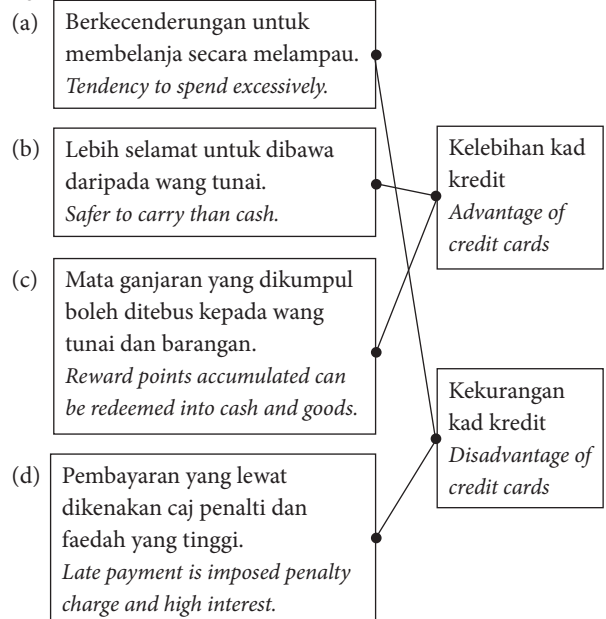 (a) Berkecenderungan untuk
membelanja secara melampau.
Tendency to spend excessively.
(b) Lebih selamat untuk dibawa
daripada wang tunai.
Safer to carry than cash.
(c) Mata ganjaran yang dikumpul
boleh ditebus kepada wang
tunai dan barangan.
Reward points accumulated can
be redeemed into cash and goods.
(d) Pembayaran yang lewat
dikenakan caj penalti dan
faedah yang tinggi.
Late payment is imposed penalty
charge and high interest.
Kelebihan kad
kredit
Advantage of
credit cards
Kekurangan
kad kredit
Disadvantage of
credit cards